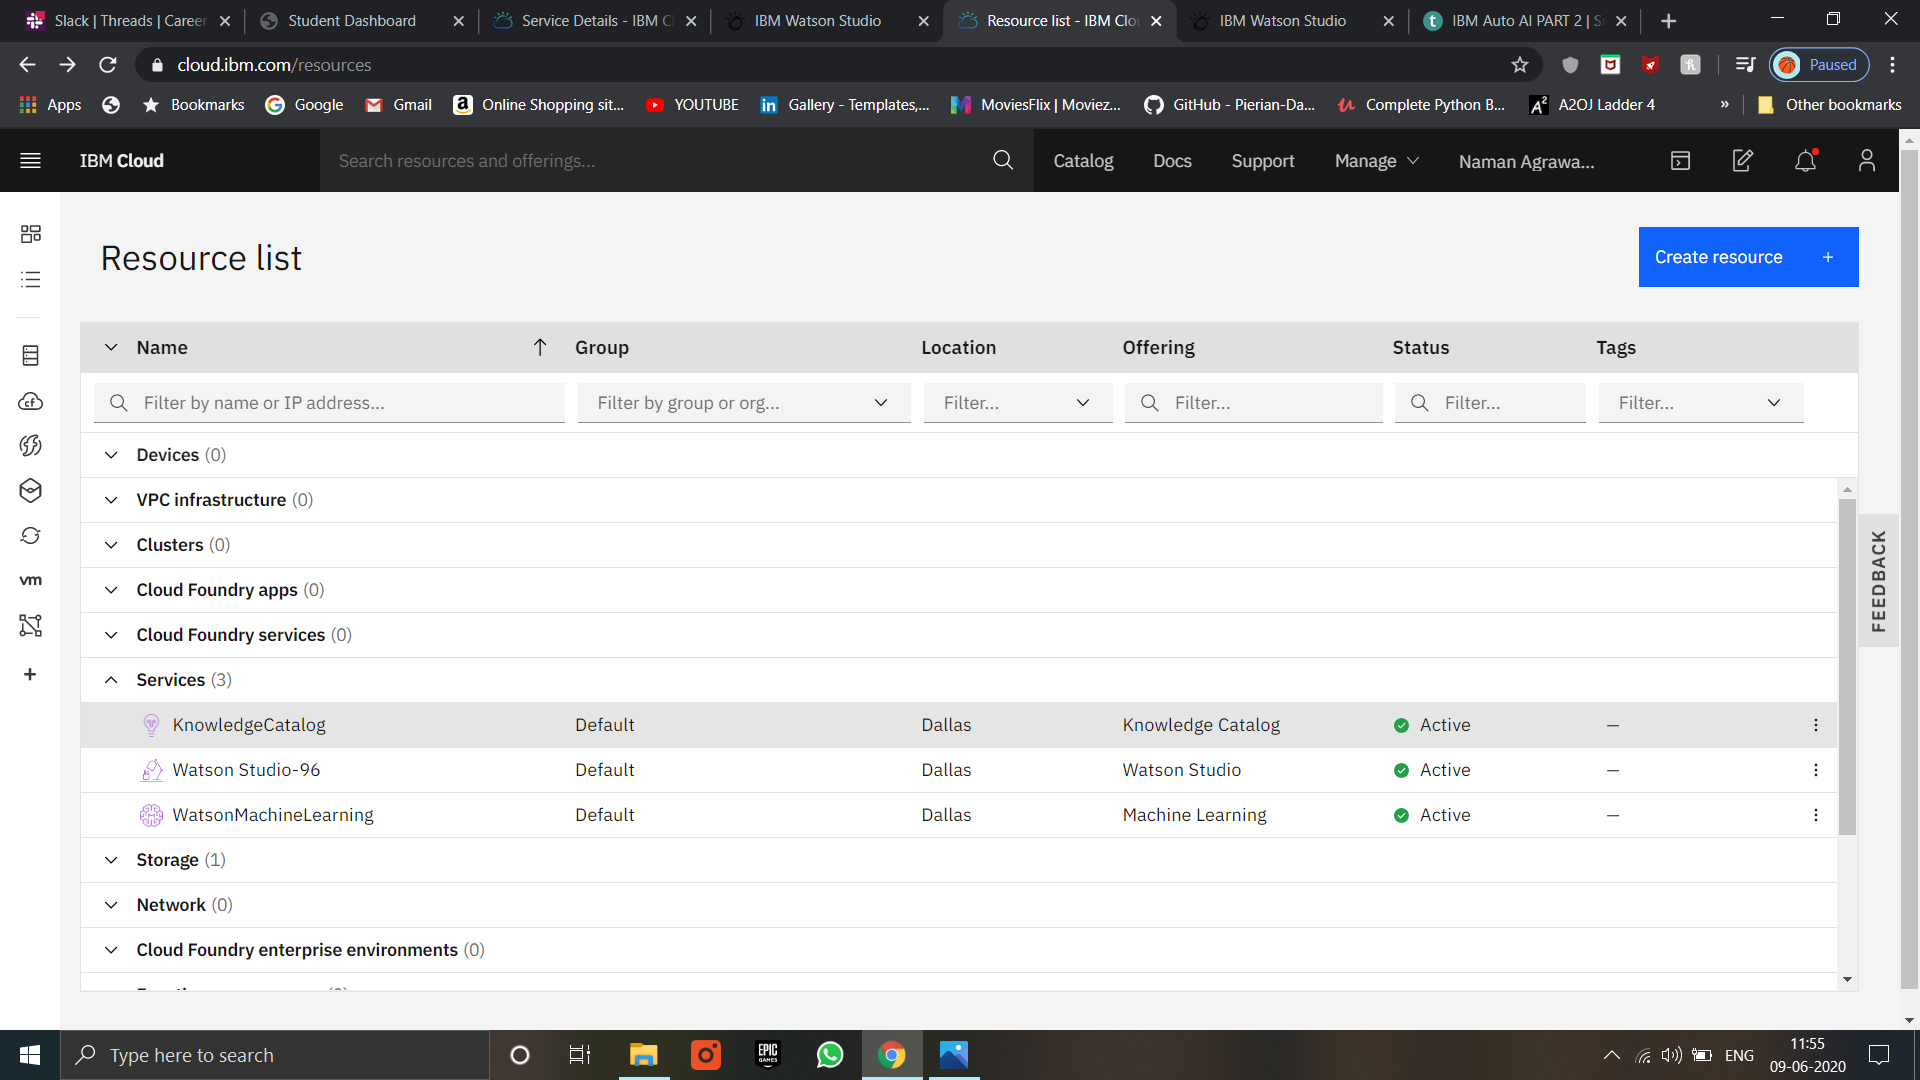 Slack | Threads | Career
Student Dashboard
Service Details - IBM Cl
IBM Watson Studio
Resource list - IBM Clou
IBM Watson Studio
IBM Auto AI PART 2 | S
cloud.ibm.com/resources
Paused
Apps
Bookmarks
Google
Gmail
Online Shopping sit...
YOUTUBE
Gallery - Templates,...
MoviesFlix | Moviez...
GitHub - Pierian-Da...
Complete Python B...
A2OJ Ladder 4
»
Other bookmarks
IBM Cloud
Search resources and offerings...
Catalog
Docs
Support
Manage
Naman Agrawa...
Resource list
Create resource +
Name Group Location Offering Status Tags
Filter by name or IP address... Filter by group or org... Filter... Filter... Filter... Filter...
Devices (0)
VPC infrastructure (0)
Clusters (0)
Cloud Foundry apps (0)
Cloud Foundry services (0)
Services (3)
KnowledgeCatalog Default Dallas Knowledge Catalog Active —
Watson Studio-96 Default Dallas Watson Studio Active —
WatsonMachineLearning Default Dallas Machine Learning Active —
Storage (1)
Network (0)
Cloud Foundry enterprise environments (0)
FEEDBACK
cf
vm
Type here to search
EPIC GAMES
ENG
11:55
09-06-2020